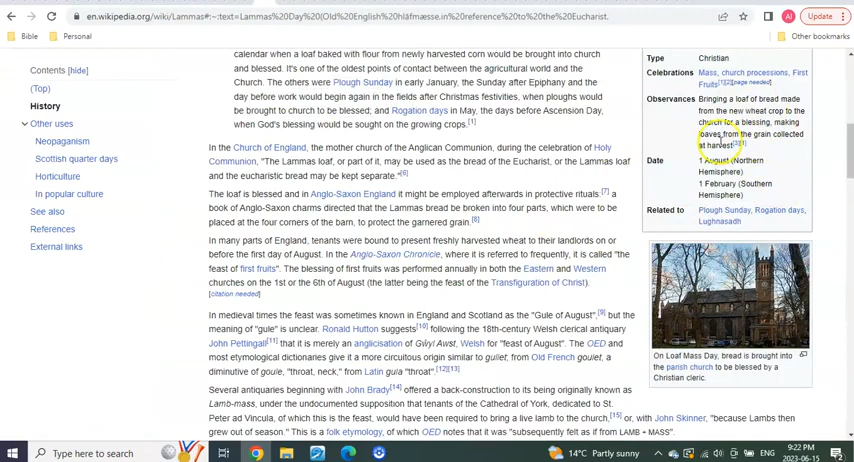 en.wikipedia.org/wiki/Lammas#:~:text=Lammas Day%20(Old%20English%20hlāfmæsse,in%20reference%20to%20the%20Eucharist.
AI
Update
Bible
Personal
Other bookmarks
Contents [hide]
(Top)
History
Other uses
Neopaganism
Scottish quarter days
Horticulture
In popular culture
See also
References
External links
calendar when a loaf baked with flour from newly harvested corn would be brought into church
and blessed. It's one of the oldest points of contact between the agricultural world and the
Church. The others were Plough Sunday in early January, the Sunday after Epiphany and the
day before work would begin again in the fields after Christmas festivities, when ploughs would
be brought to church to be blessed; and Rogation days in May, the days before Ascension Day,
when God's blessing would be sought on the growing crops.[1]
In the Church of England, the mother church of the Anglican Communion, during the celebration of Holy
Communion, "The Lammas loaf, or part of it, may be used as the bread of the Eucharist, or the Lammas loaf
and the eucharistic bread may be kept separate."[6]
The loaf is blessed and in Anglo-Saxon England it might be employed afterwards in protective rituals:[7] a
book of Anglo-Saxon charms directed that the Lammas bread be broken into four parts, which were to be
placed at the four corners of the barn, to protect the garnered grain.[8]
In many parts of England, tenants were bound to present freshly harvested wheat to their landlords on or
before the first day of August. In the Anglo-Saxon Chronicle, where it is referred to frequently, it is called "the
feast of first fruits". The blessing of first fruits was performed annually in both the Eastern and Western
churches on the 1st or the 6th of August (the latter being the feast of the Transfiguration of Christ).
[citation needed]
In medieval times the feast was sometimes known in England and Scotland as the "Gule of August",[9] but the
meaning of "gule" is unclear. Ronald Hutton suggests[10] following the 18th-century Welsh clerical antiquary
John Pettingall[11] that it is merely an anglicisation of Gŵyl Awst, Welsh for "feast of August". The OED and
most etymological dictionaries give it a more circuitous origin similar to gullet; from Old French goulet, a
diminutive of goule, "throat, neck," from Latin gula "throat".[12][13]
Several antiquaries beginning with John Brady[14] offered a back-construction to its being originally known as
Lamb-mass, under the undocumented supposition that tenants of the Cathedral of York, dedicated to St.
Peter ad Vincula, of which this is the feast, would have been required to bring a live lamb to the church,[15] or, with John Skinner, "because Lambs then
grew out of season." This is a folk etymology, of which OED notes that it was "subsequently felt as if from LAMB + MASS".
Type Christian
Celebrations Mass, church processions, First
Fruits[1][2][page needed]
Observances Bringing a loaf of bread made
from the new wheat crop to the
church for a blessing, making
loaves from the grain collected
at harvest[3][1]
Date 1 August (Northern
Hemisphere)
1 February (Southern
Hemisphere)
Related to Plough Sunday, Rogation days,
Lughnasadh
On Loaf Mass Day, bread is brought into
the parish church to be blessed by a
Christian cleric.
Type here to search
14°C Partly sunny
ENG
9:22 PM
2023-06-15
2